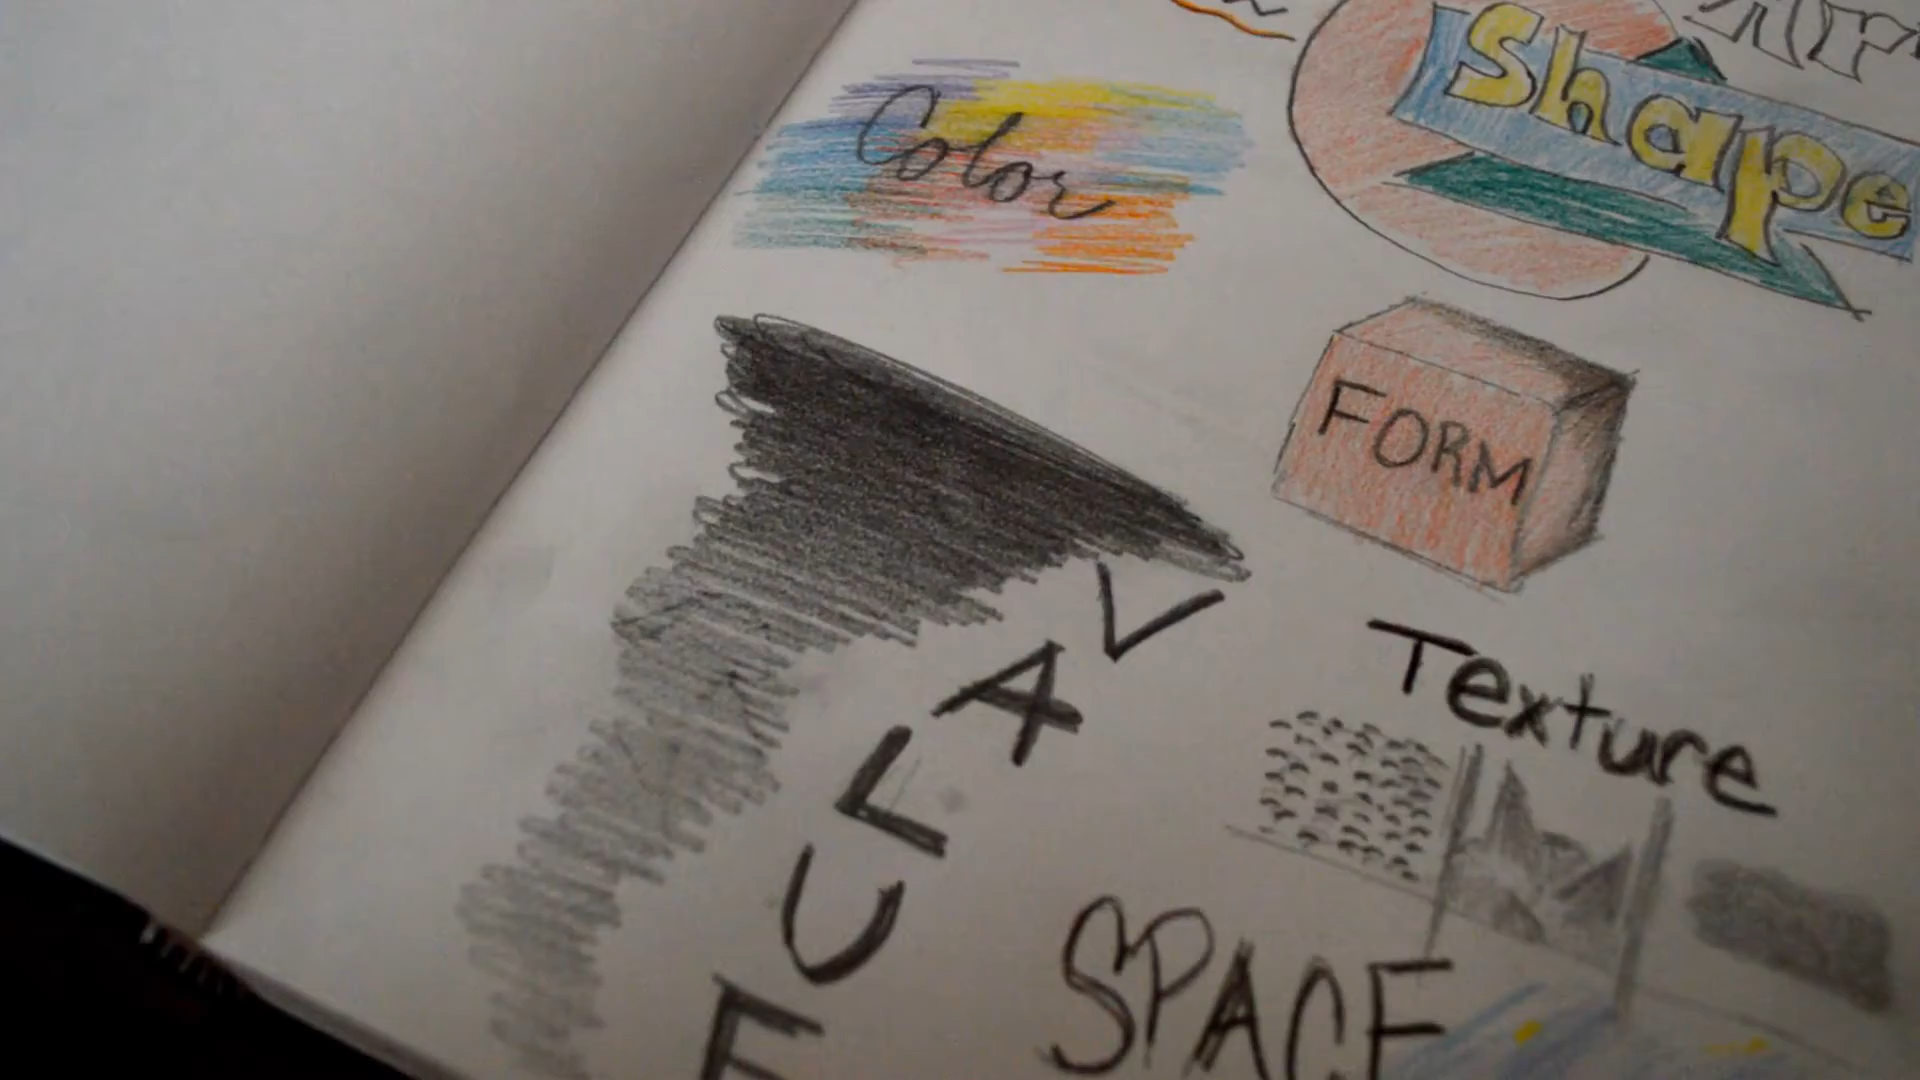 Shape
Color
FORM
VALUE
Texture
SPACE